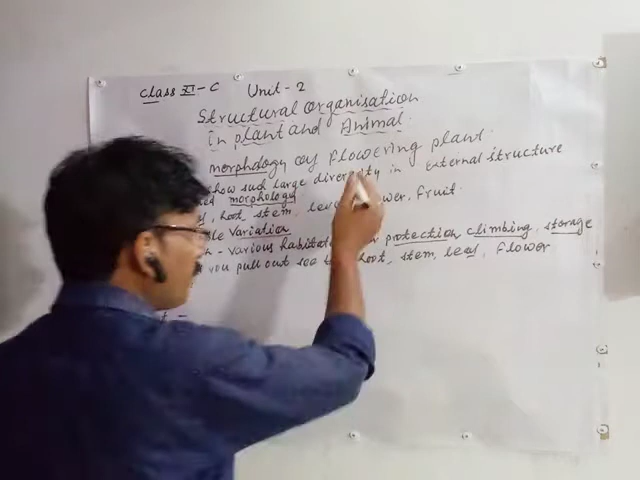 Class XI - C Unit - 2
Structural organisation
in plant and Animal.
morphology of flowering plant.
show such large diversity in External structure
morphology
root, stem, flower, fruit.
Variation
- Various habitats protection climbing, storage
you pull out see root, stem, leaf, flower